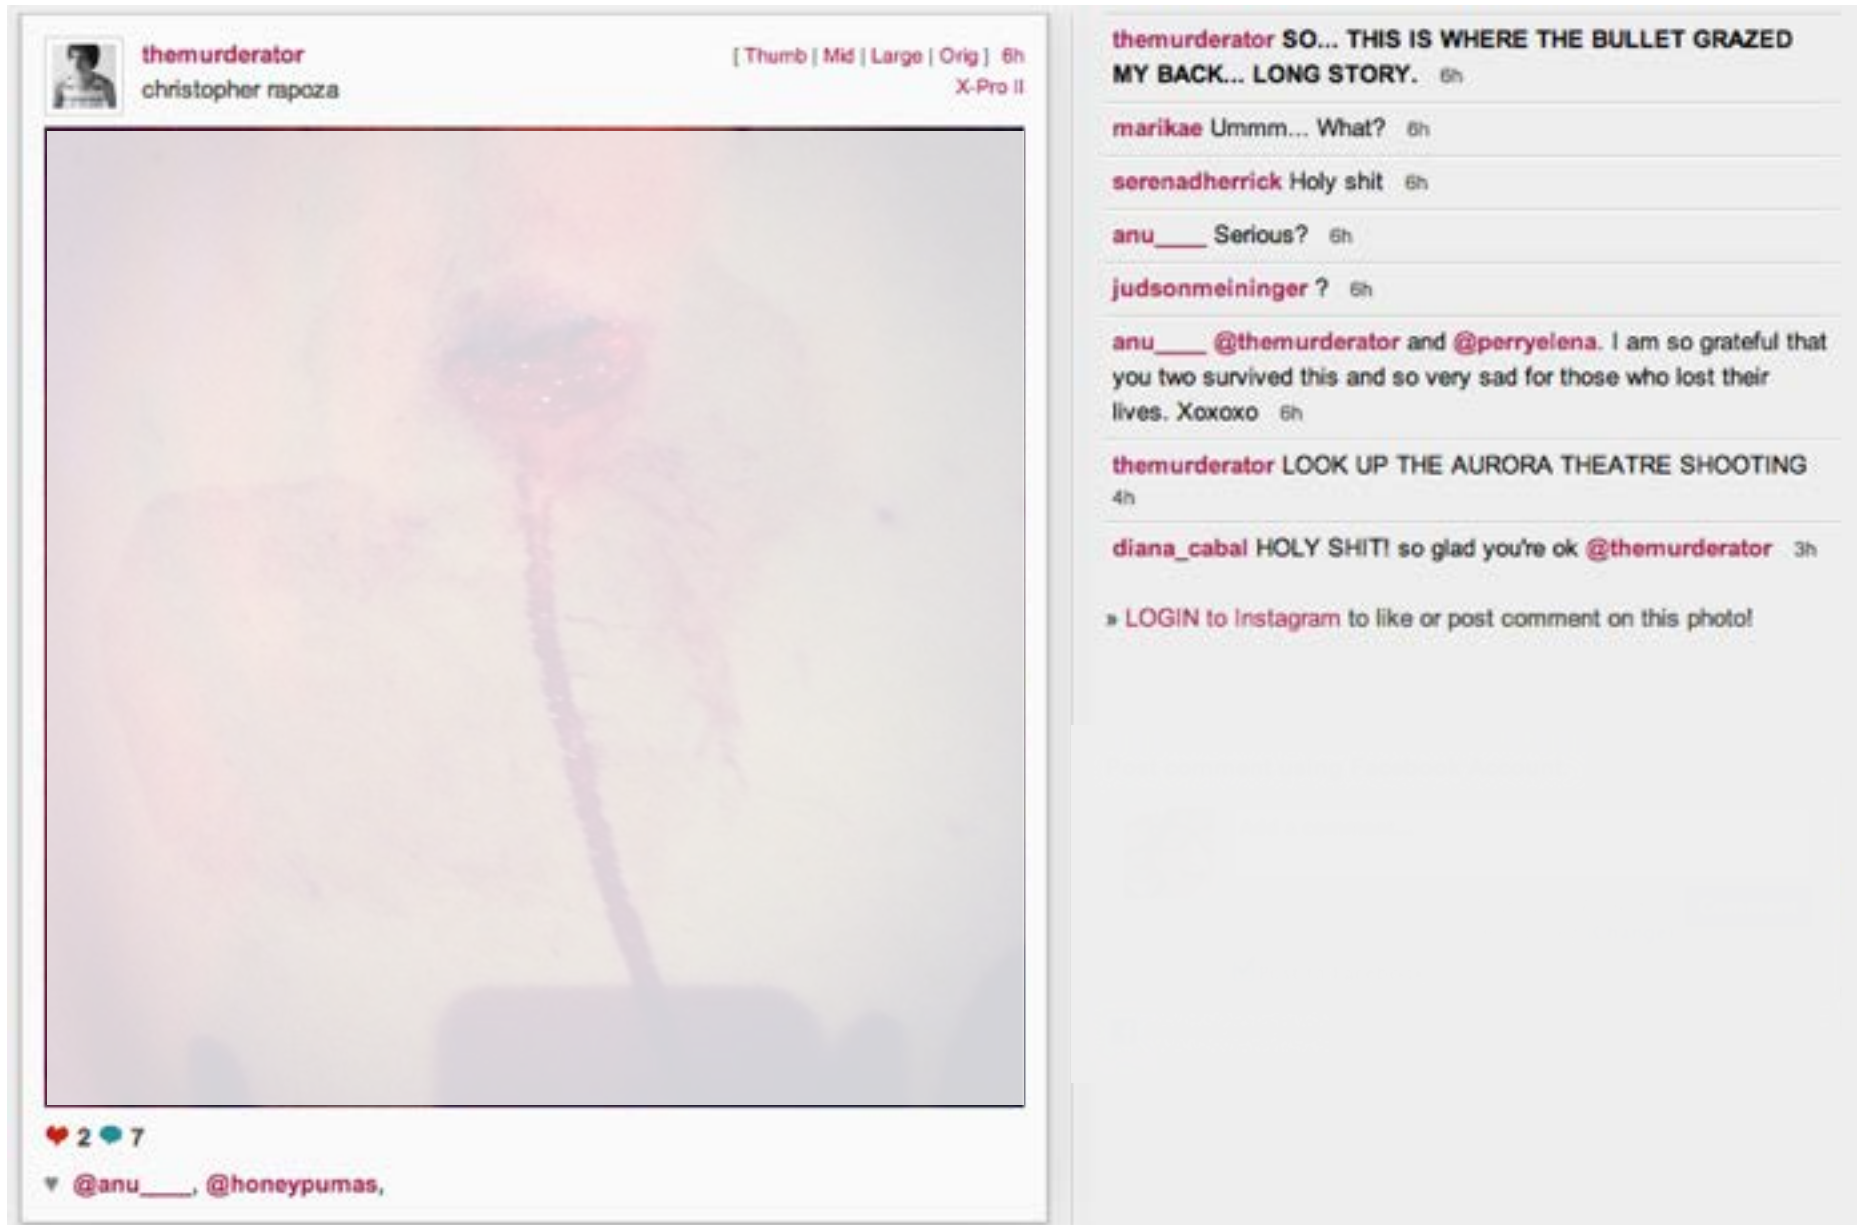 themurderator
[ Thumb | Mid | Large | Orig ] 6h
christopher rapoza
X-Pro II
2 7
@anu____, @honeypumas,
themurderator SO... THIS IS WHERE THE BULLET GRAZED
MY BACK... LONG STORY. 6h
marikae Ummm... What? 6h
serenadherrick Holy shit 6h
anu____ Serious? 6h
judsonmeininger ? 6h
anu____ @themurderator and @perryelena. I am so grateful that
you two survived this and so very sad for those who lost their
lives. Xoxoxo 6h
themurderator LOOK UP THE AURORA THEATRE SHOOTING
4h
diana_cabal HOLY SHIT! so glad you're ok @themurderator 3h
» LOGIN to Instagram to like or post comment on this photo!